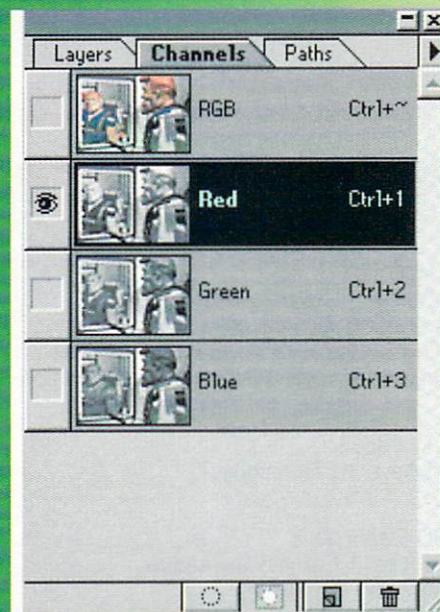 Layers Channels Paths
RGB Ctrl+~
Red Ctrl+1
Green Ctrl+2
Blue Ctrl+3